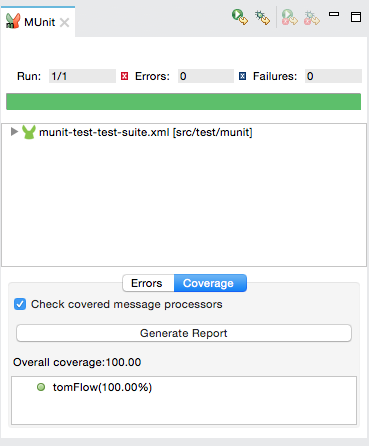 MUnit
Run: 1/1 Errors: 0 Failures: 0
munit-test-test-suite.xml [src/test/munit]
Errors Coverage
Check covered message processors
Generate Report
Overall coverage:100.00
tomFlow(100.00%)